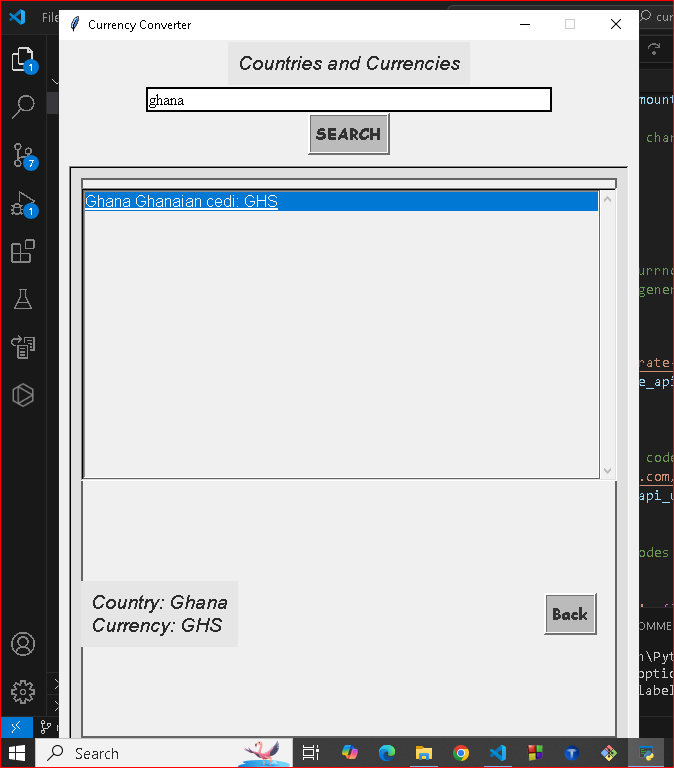 File
Currency Converter
cur
Countries and Currencies
mount
ghana
char
SEARCH
Ghana Ghanaian cedi: GHS
urrnc
gener
rate-
e_api
code
.com/
api_u
odes
Country: Ghana
Currency: GHS
Back
OMME
n\Pyt
optio
label
1
7
1
Search